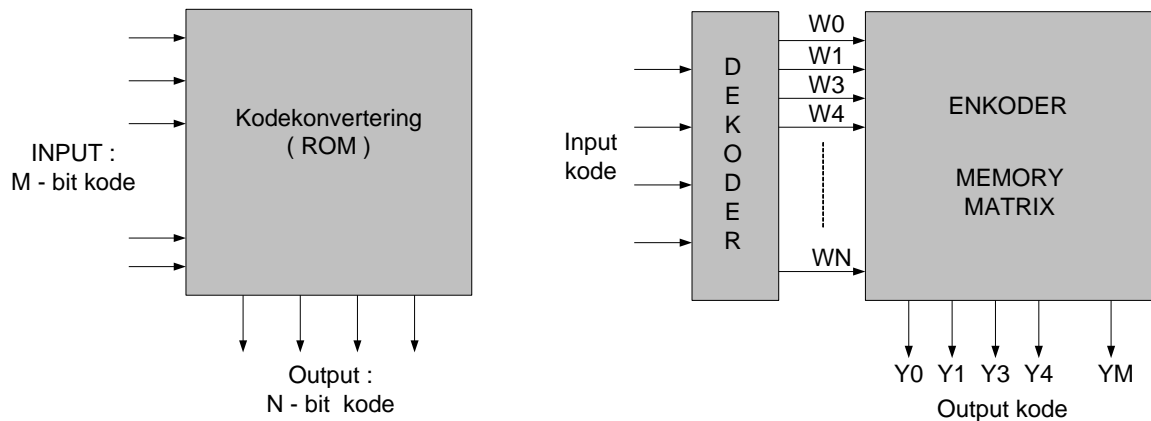 Kodekonvertering
( ROM )
INPUT :
M - bit kode
Output :
N - bit kode
Input
kode
D
E
K
O
D
E
R
W0
W1
W3
W4
WN
ENKODER
MEMORY
MATRIX
Y0 Y1 Y3 Y4 YM
Output kode